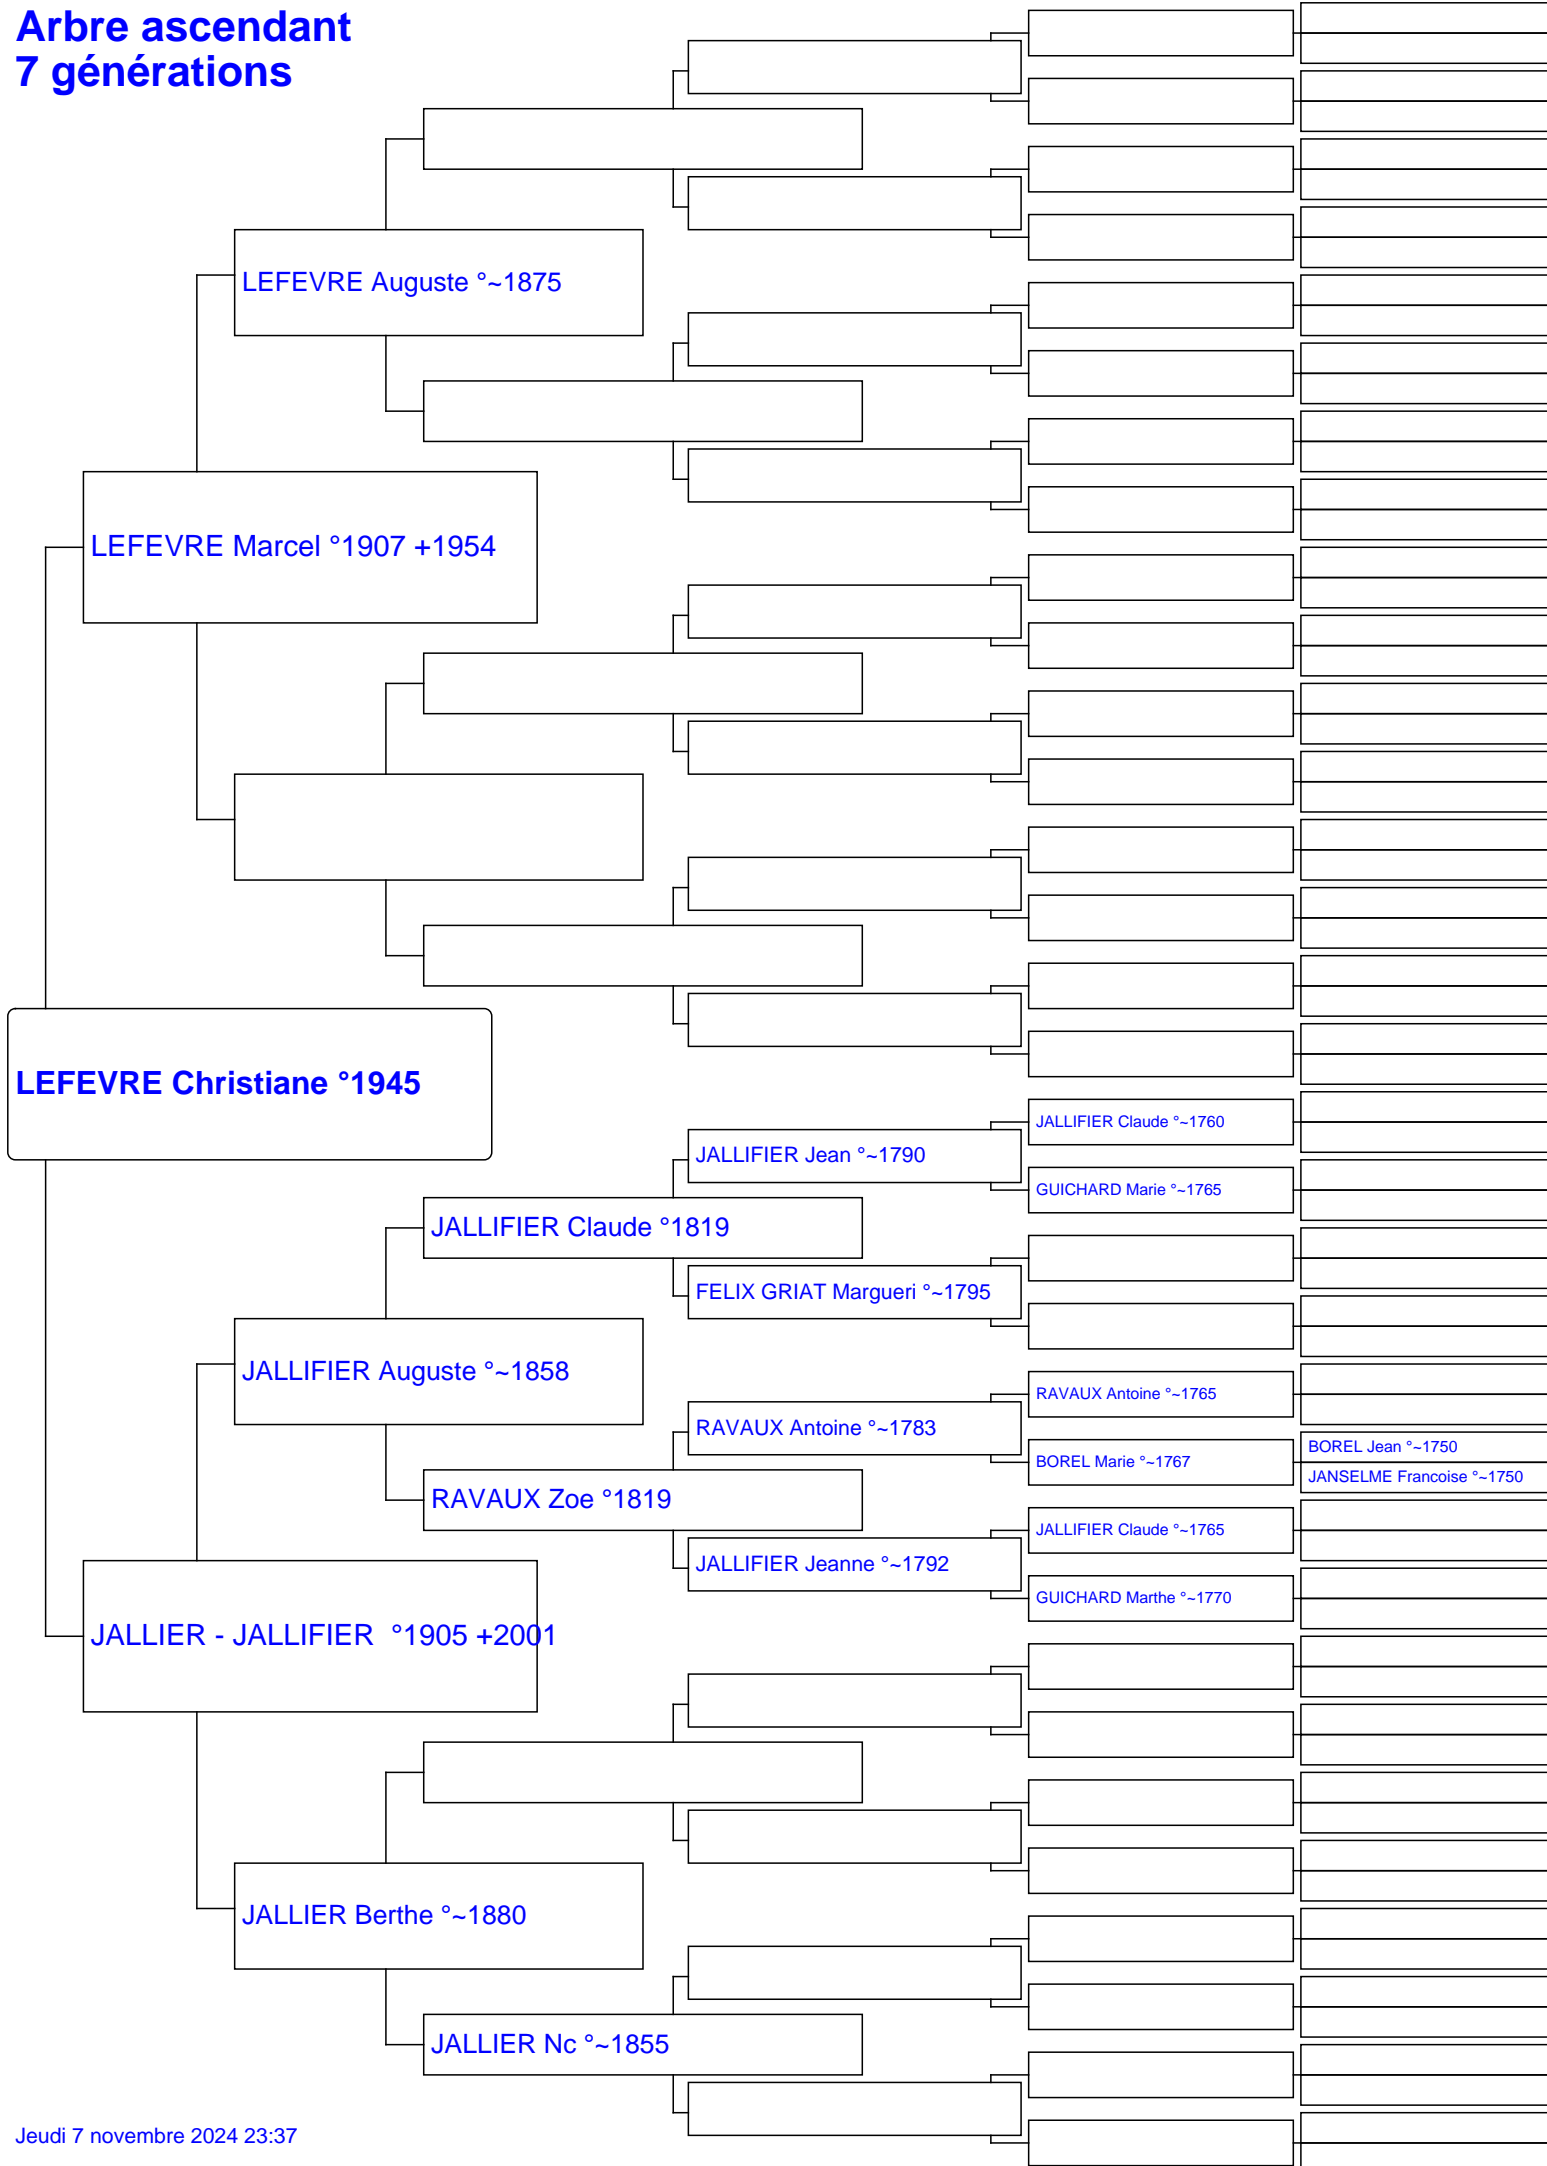 Arbre ascendant
7 générations
LEFEVRE Auguste °~1875
LEFEVRE Marcel °1907 +1954
LEFEVRE Christiane °1945
JALLIFIER Claude °~1760
JALLIFIER Jean °~1790
GUICHARD Marie °~1765
JALLIFIER Claude °1819
FELIX GRIAT Margueri °~1795
JALLIFIER Auguste °~1858
RAVAUX Antoine °~1765
RAVAUX Antoine °~1783
BOREL Jean °~1750
BOREL Marie °~1767
JANSELME Francoise °~1750
RAVAUX Zoe °1819
JALLIFIER Claude °~1765
JALLIFIER Jeanne °~1792
GUICHARD Marthe °~1770
JALLIER - JALLIFIER  °1905 +2001
JALLIER Berthe °~1880
JALLIER Nc °~1855
Jeudi 7 novembre 2024 23:37